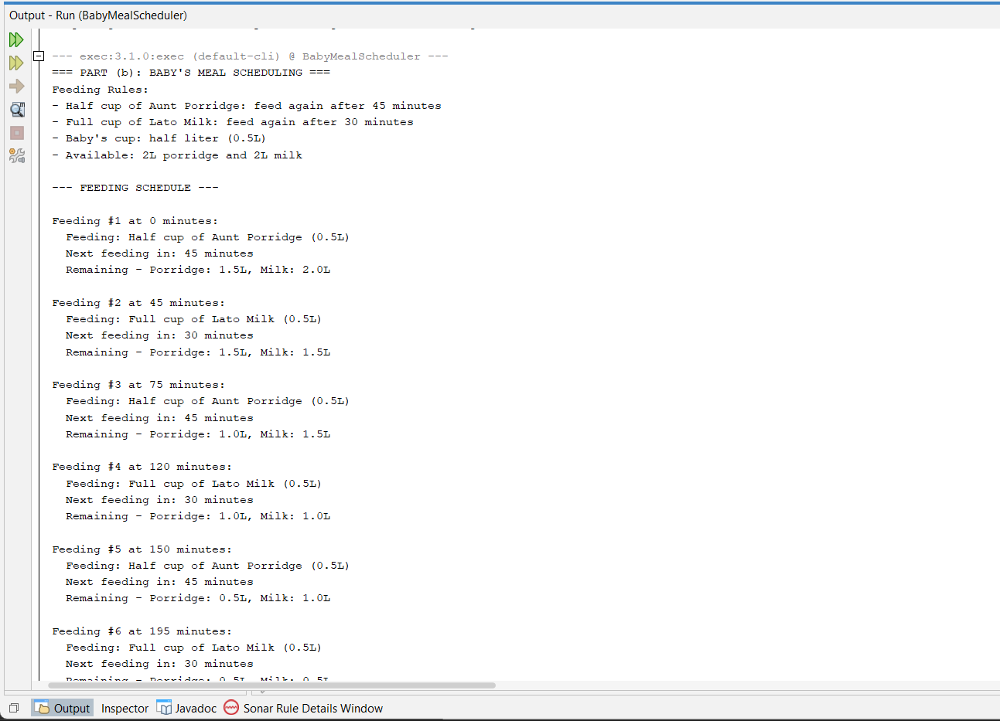 Output - Run (BabyMealScheduler)
--- exec:3.1.0:exec (default-cli) @ BabyMealScheduler ---
=== PART (b): BABY'S MEAL SCHEDULING ===
Feeding Rules:
- Half cup of Aunt Porridge: feed again after 45 minutes
- Full cup of Lato Milk: feed again after 30 minutes
- Baby's cup: half liter (0.5L)
- Available: 2L porridge and 2L milk
--- FEEDING SCHEDULE ---
Feeding #1 at 0 minutes:
Feeding: Half cup of Aunt Porridge (0.5L)
Next feeding in: 45 minutes
Remaining - Porridge: 1.5L, Milk: 2.0L
Feeding #2 at 45 minutes:
Feeding: Full cup of Lato Milk (0.5L)
Next feeding in: 30 minutes
Remaining - Porridge: 1.5L, Milk: 1.5L
Feeding #3 at 75 minutes:
Feeding: Half cup of Aunt Porridge (0.5L)
Next feeding in: 45 minutes
Remaining - Porridge: 1.0L, Milk: 1.5L
Feeding #4 at 120 minutes:
Feeding: Full cup of Lato Milk (0.5L)
Next feeding in: 30 minutes
Remaining - Porridge: 1.0L, Milk: 1.0L
Feeding #5 at 150 minutes:
Feeding: Half cup of Aunt Porridge (0.5L)
Next feeding in: 45 minutes
Remaining - Porridge: 0.5L, Milk: 1.0L
Feeding #6 at 195 minutes:
Feeding: Full cup of Lato Milk (0.5L)
Next feeding in: 30 minutes
Remaining - Porridge: 0.5L, Milk: 0.5L
Output Inspector Javadoc Sonar Rule Details Window